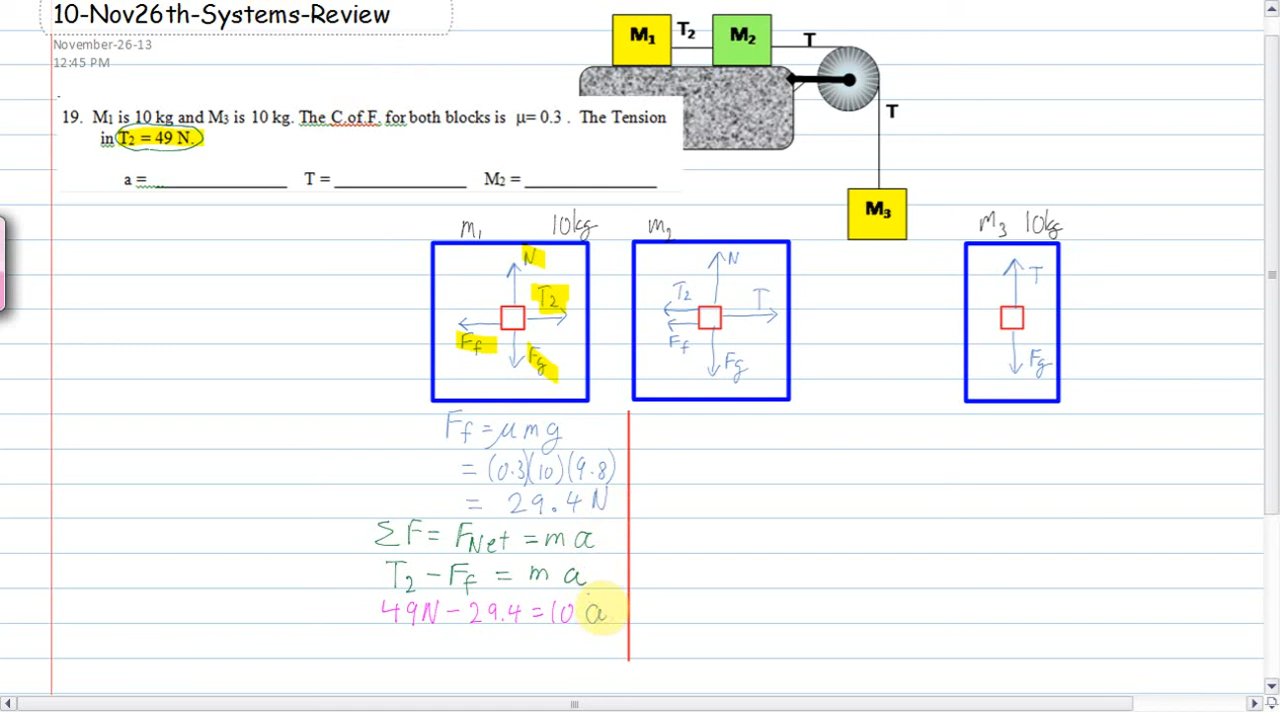 10-Nov26th-Systems-Review
November-26-13
12:45 PM
M₁ T₂ M₂ T
T
M₃
19. M₁ is 10 kg and M₃ is 10 kg. The C.of.F. for both blocks is μ= 0.3 . The Tension
in T₂ = 49 N.
a = T = M₂ =
m₁ 10kg m₂ M₃ 10kg
N N T
T₂ T₂ T
Ff Ff
Fg Fg Fg
Ff = μmg
= (0.3)(10)(9.8)
= 29.4 N
ΣF = FNet = ma
T₂ - Ff = ma
49N - 29.4 = 10 a